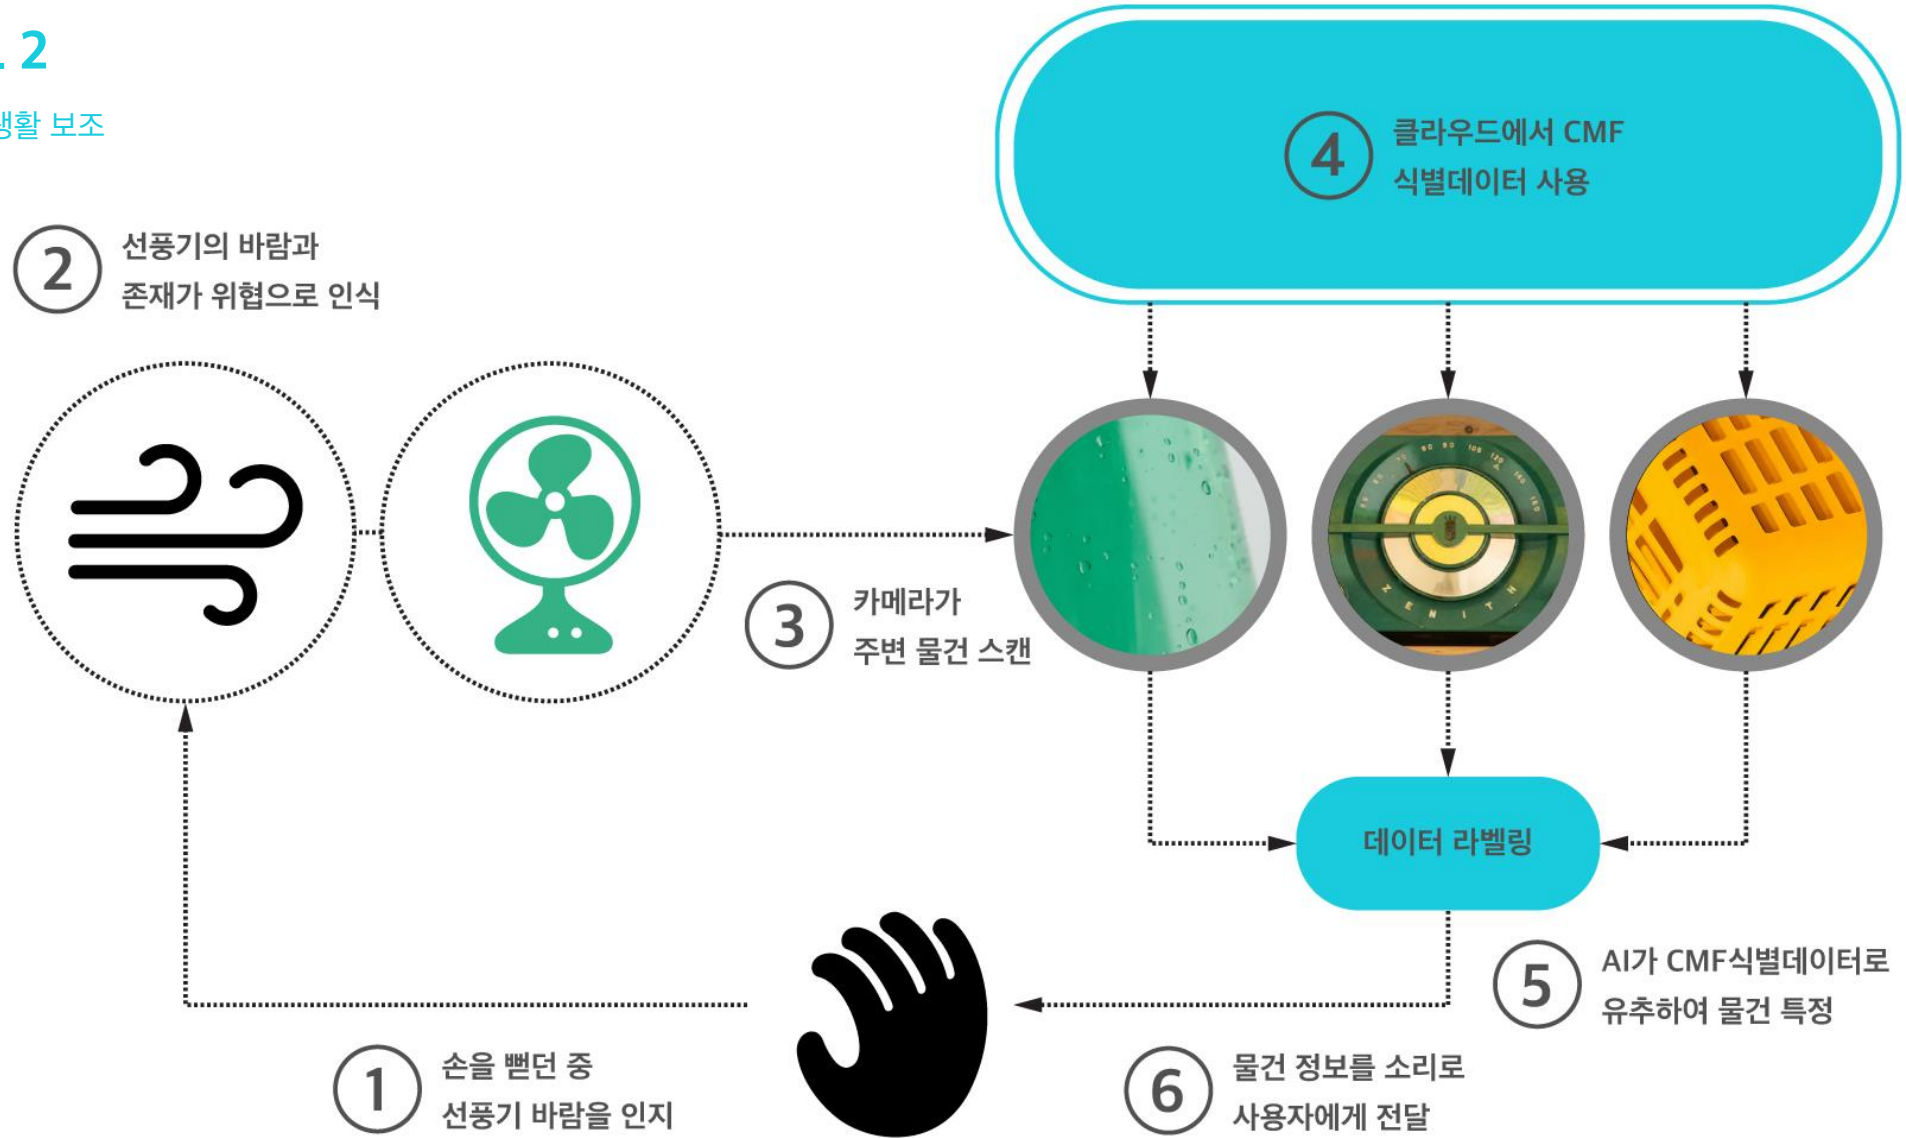 . 2
생활 보조
4
클라우드에서 CMF
식별데이터 사용
2
선풍기의 바람과
존재가 위협으로 인식
3
카메라가
주변 물건 스캔
ZENITH
데이터 라벨링
5
AI가 CMF식별데이터로
유추하여 물건 특정
1
손을 뻗던 중
선풍기 바람을 인지
6
물건 정보를 소리로
사용자에게 전달